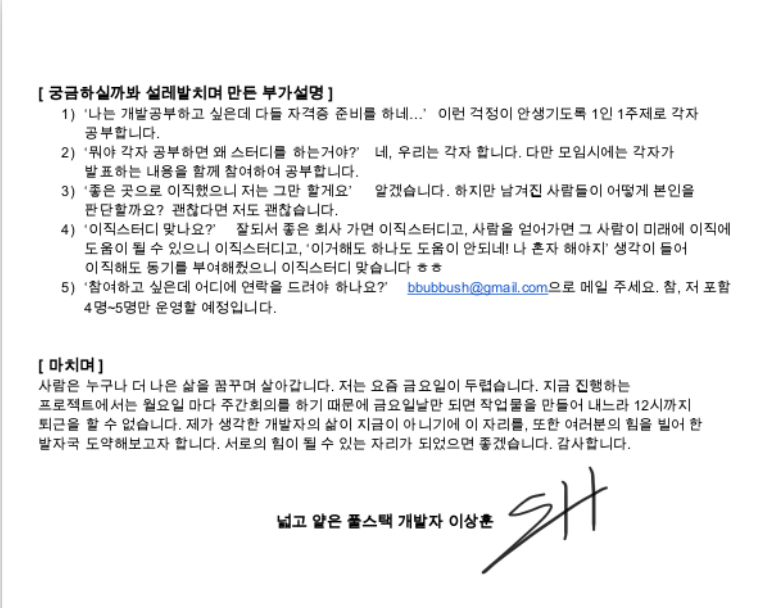 [ 궁금하실까봐 설레발치며 만든 부가설명 ]
1) ‘나는 개발공부하고 싶은데 다들 자격증 준비를 하네...’ 이런 걱정이 안생기도록 1인 1주제로 각자
공부합니다.
2) ‘뭐야 각자 공부하면 왜 스터디를 하는거야?’ 네, 우리는 각자 합니다. 다만 모임시에는 각자가
발표하는 내용을 함께 참여하여 공부합니다.
3) ‘좋은 곳으로 이직했으니 저는 그만 할게요’ 알겠습니다. 하지만 남겨진 사람들이 어떻게 본인을
판단할까요? 괜찮다면 저도 괜찮습니다.
4) ‘이직스터디 맞나요?’ 잘되서 좋은 회사 가면 이직스터디고, 사람을 얻어가면 그 사람이 미래에 이직에
도움이 될 수 있으니 이직스터디고, ‘이거해도 하나도 도움이 안되네! 나 혼자 해야지’ 생각이 들어
이직해도 동기를 부여해줬으니 이직스터디 맞습니다 ㅎㅎ
5) ‘참여하고 싶은데 어디에 연락을 드려야 하나요?’ bbubbush@gmail.com으로 메일 주세요. 참, 저 포함
4명~5명만 운영할 예정입니다.
[ 마치며 ]
사람은 누구나 더 나은 삶을 꿈꾸며 살아갑니다. 저는 요즘 금요일이 두렵습니다. 지금 진행하는
프로젝트에서는 월요일 마다 주간회의를 하기 때문에 금요일날만 되면 작업물을 만들어 내느라 12시까지
퇴근을 할 수 없습니다. 제가 생각한 개발자의 삶이 지금이 아니기에 이 자리를, 또한 여러분의 힘을 빌어 한
발자국 도약해보고자 합니다. 서로의 힘이 될 수 있는 자리가 되었으면 좋겠습니다. 감사합니다.
넓고 얕은 풀스택 개발자 이상훈 SH